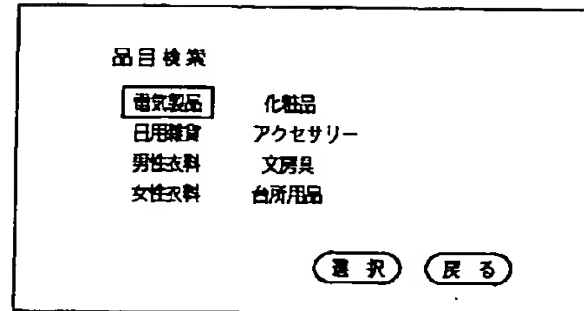 品目検索
電気製品 化粧品
日用雑貨 アクセサリー
男性衣料 文房具
女性衣料 台所用品
選択 戻る